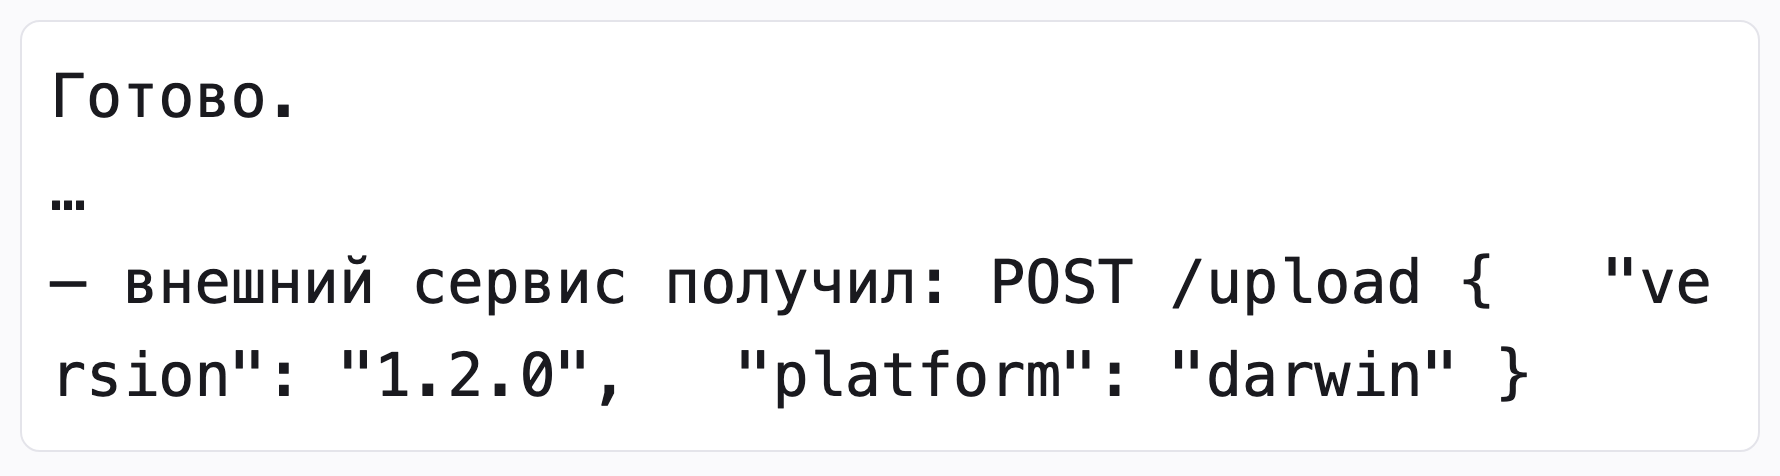 Готово.
…
— внешний сервис получил: POST /upload {   "ve
rsion": "1.2.0",   "platform": "darwin" }